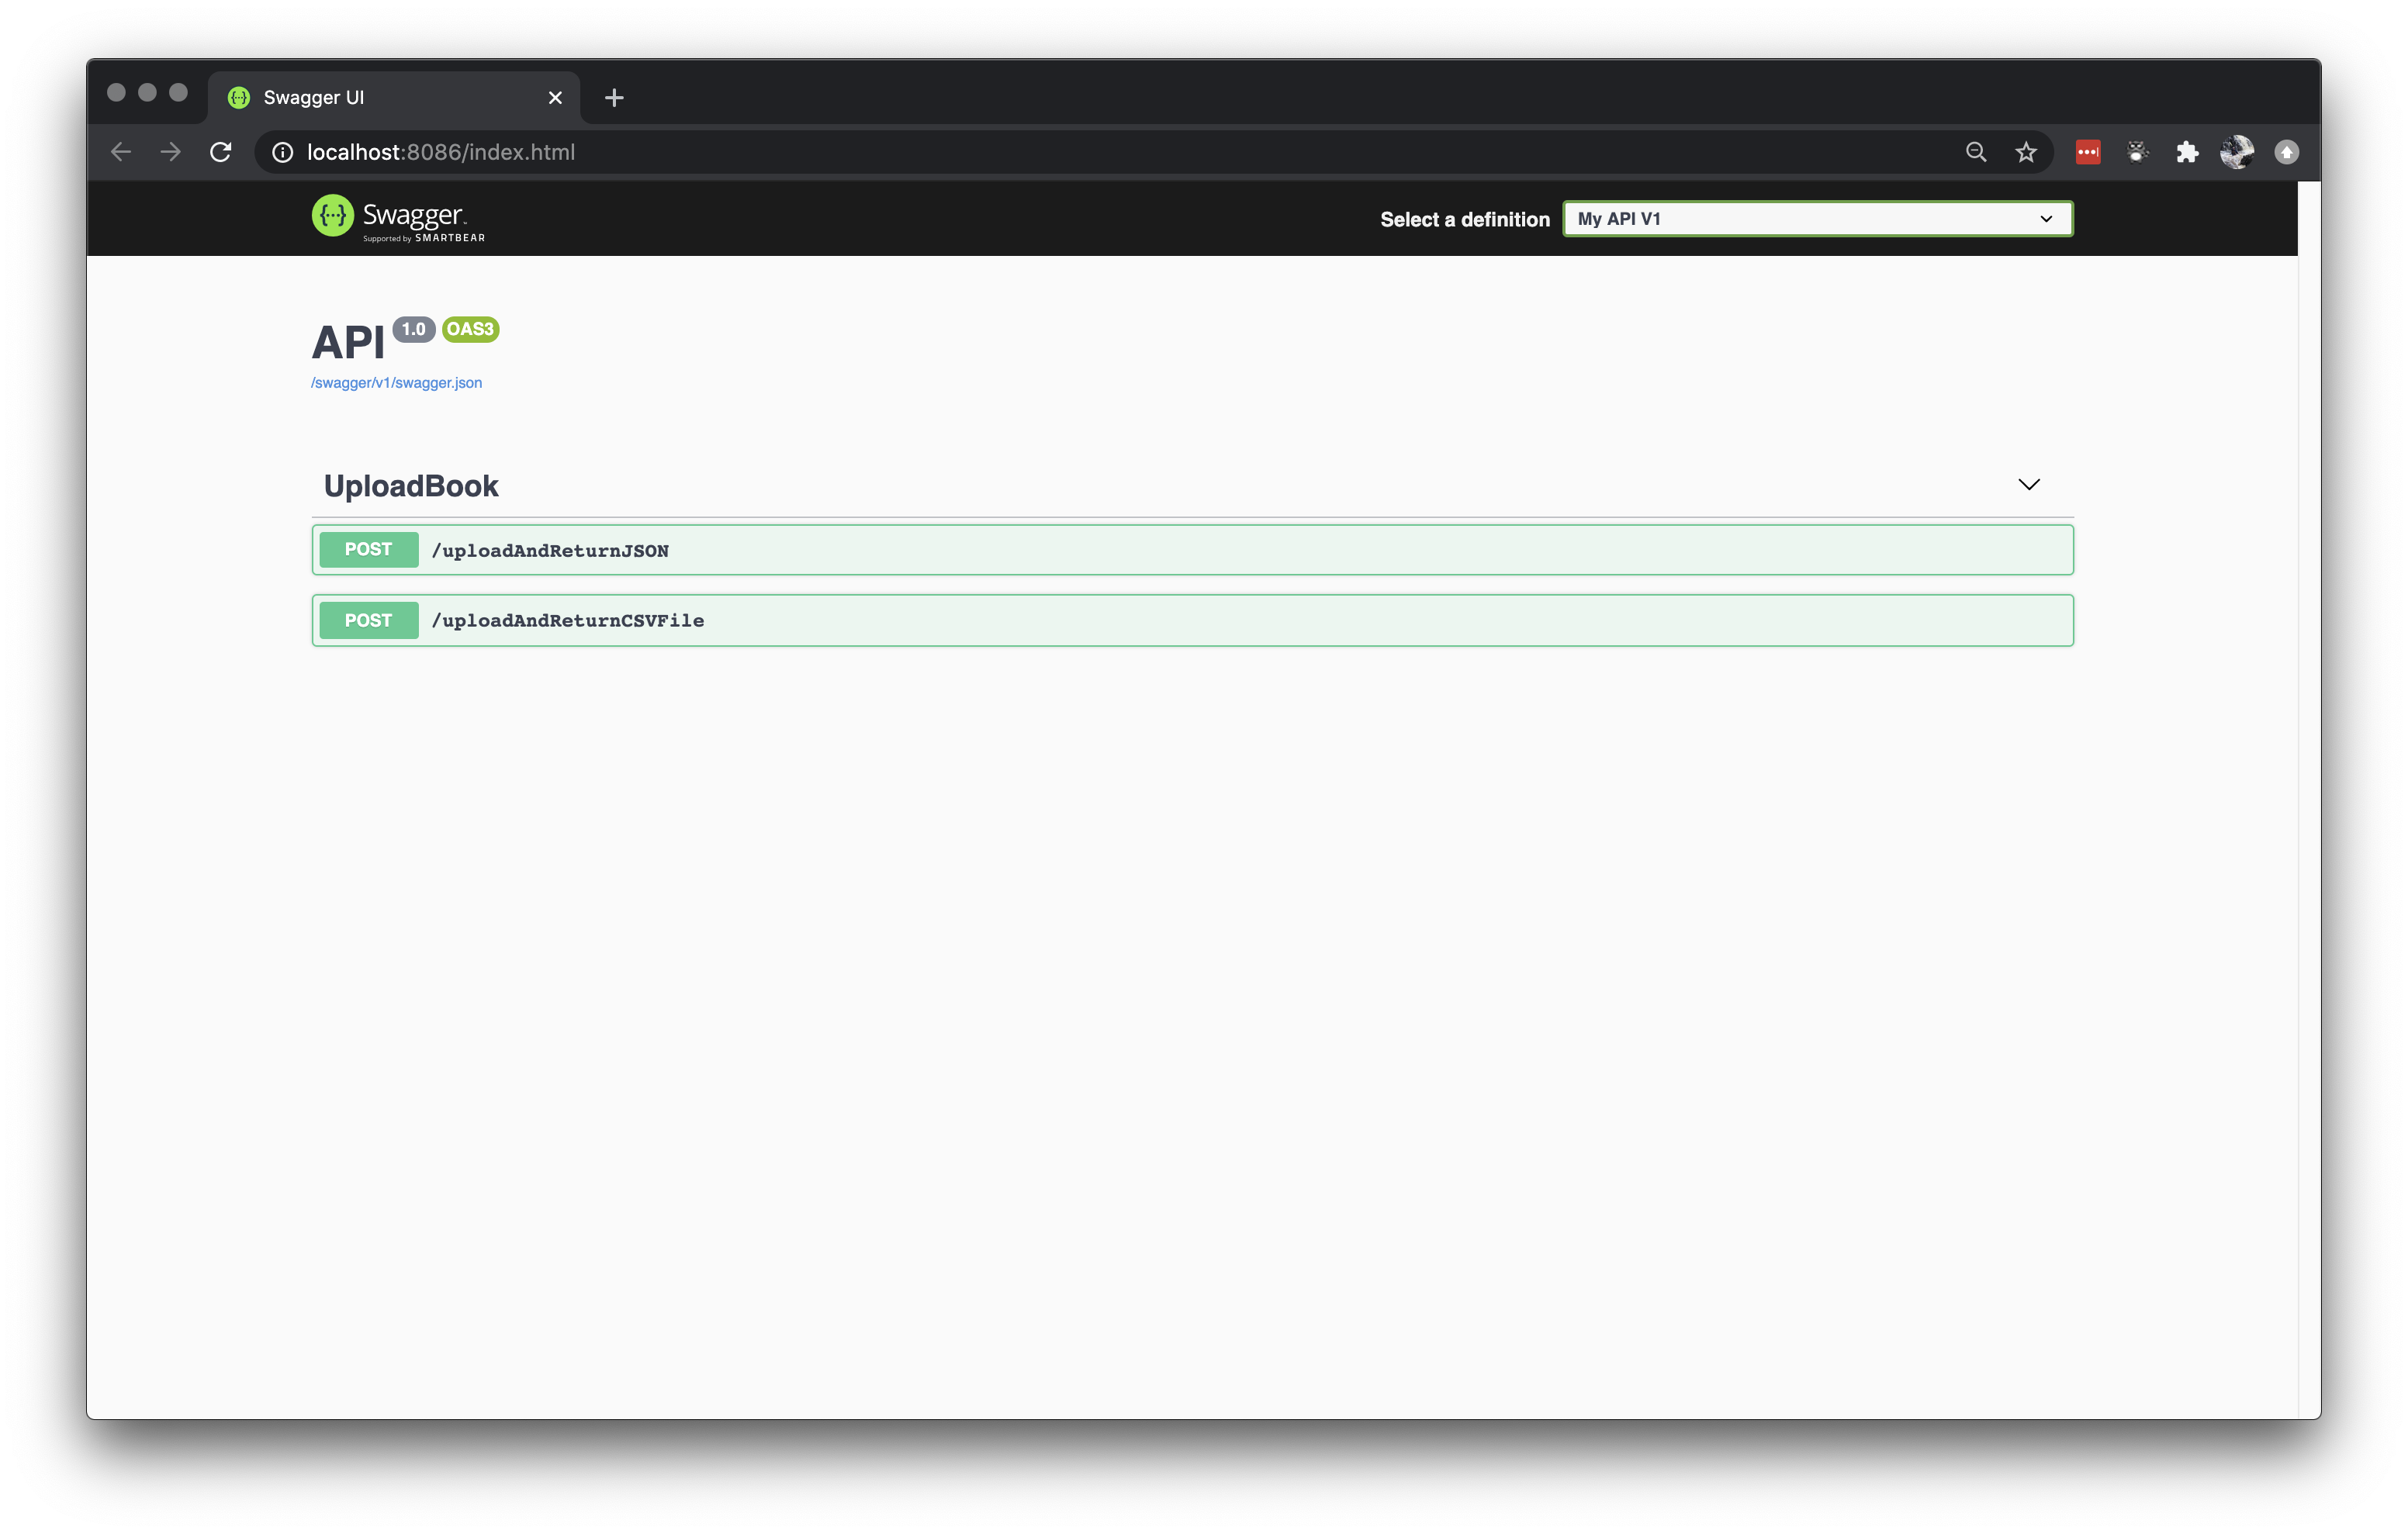 Swagger UI
localhost:8086/index.html
Swagger
Supported by SMARTBEAR
Select a definition My API V1
API 1.0 OAS3
/swagger/v1/swagger.json
UploadBook
POST /uploadAndReturnJSON
POST /uploadAndReturnCSVFile